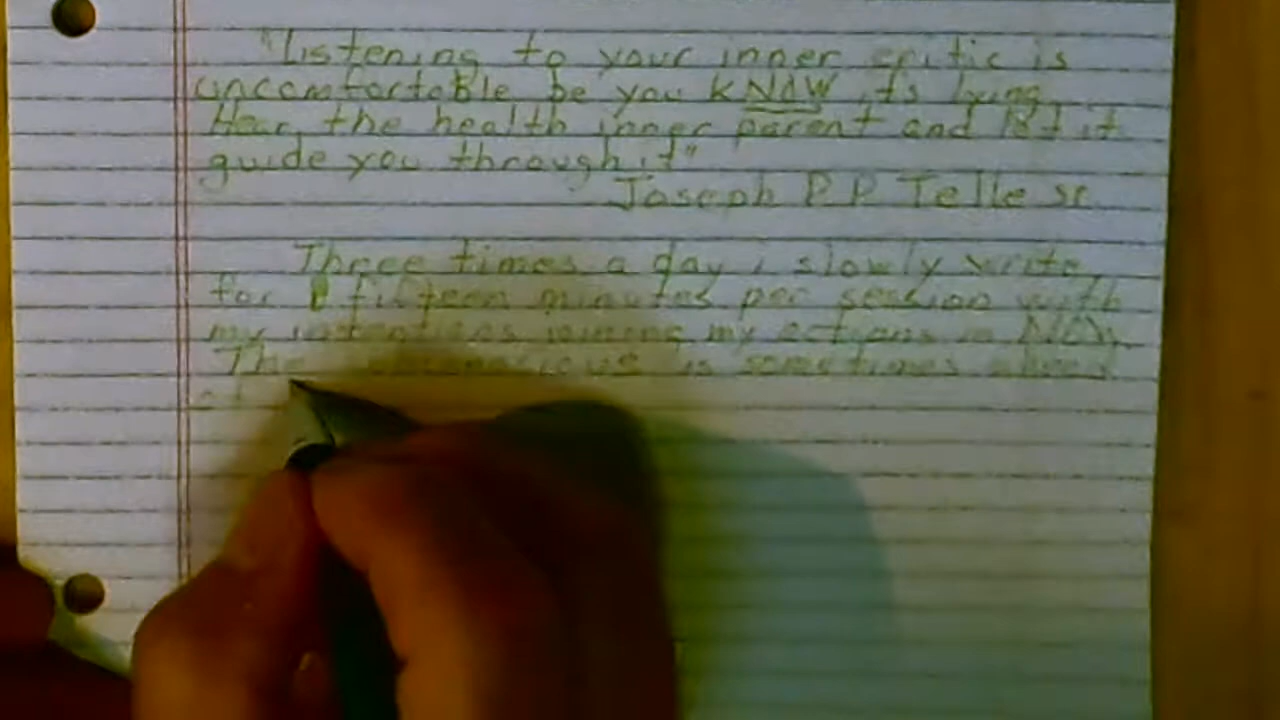 "Listening to your inner critic is
uncomfortable be you kNOW its lying.
Hear the health inner parent and let it
guide you through it"
Joseph P P Telle sr
Three times a day i slowly write,
for fifteen minutes per session with
my intentions joining my actions in NOW.
The is sometimes